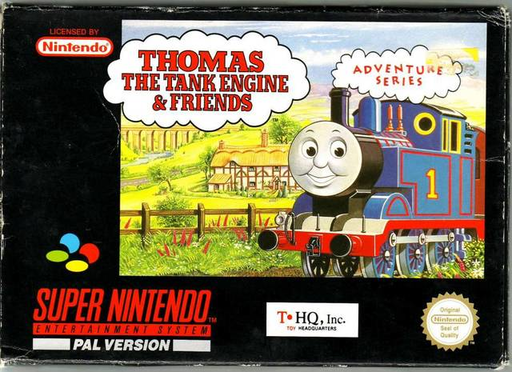 LICENSED BY
Nintendo
THOMAS
THE TANK ENGINE
& FRIENDS
ADVENTURE
SERIES
1
SUPER NINTENDO
ENTERTAINMENT SYSTEM
PAL VERSION
T•HQ, Inc.
TOY HEADQUARTERS
Original
Nintendo
Seal of
Quality